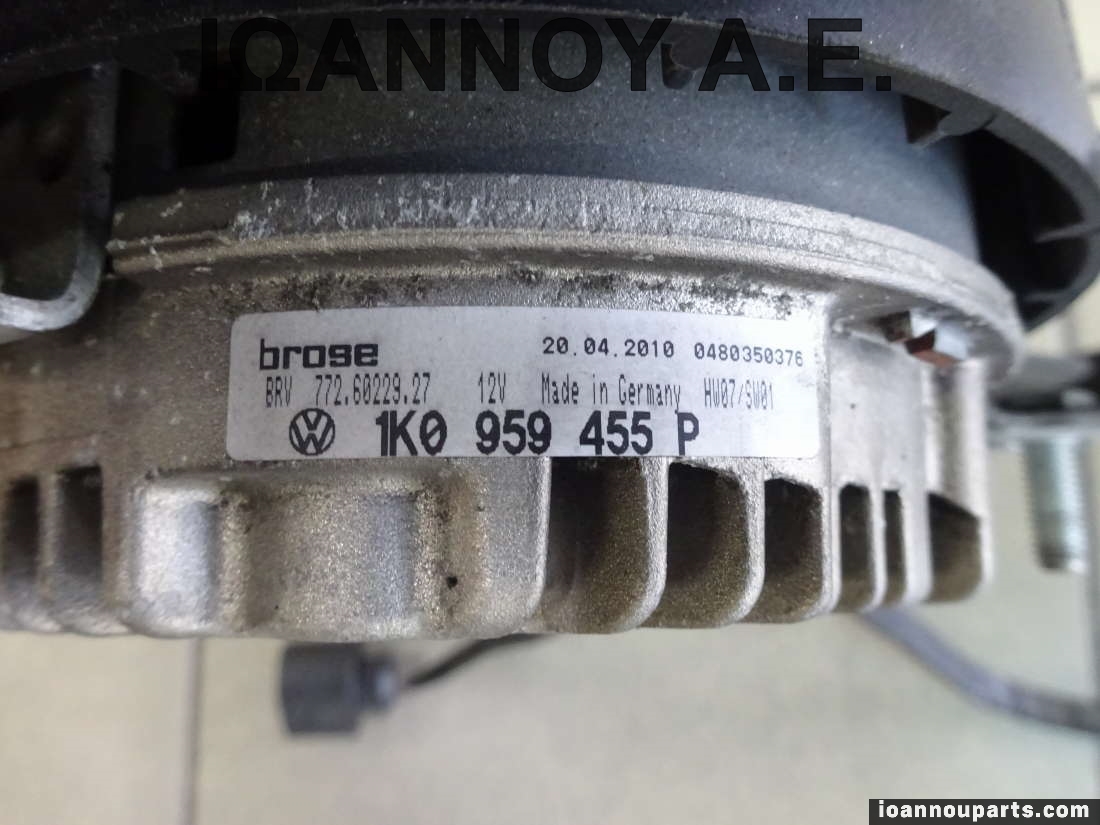 ΙΩΑΝΝΟΥ Α.Ε.
brose 20.04.2010 0480350376
BRV 772.60229.27 12V Made in Germany HW07/SW01
VW 1K0 959 455 P
ioannouparts.com